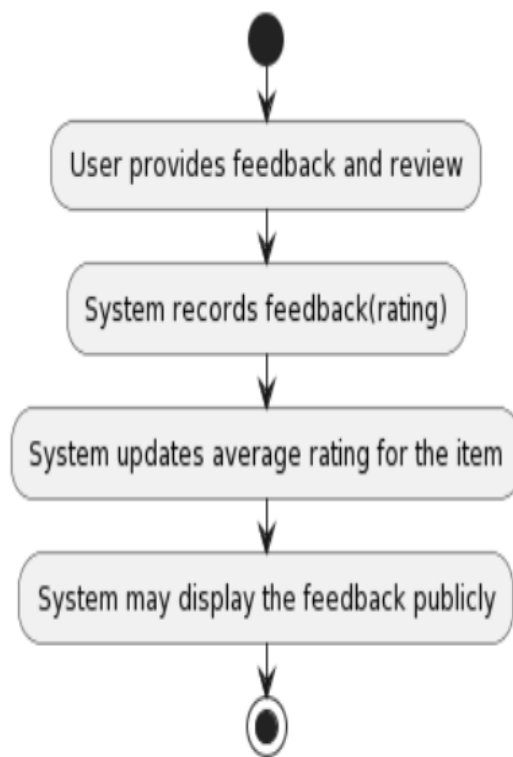 User provides feedback and review
System records feedback(rating)
System updates average rating for the item
System may display the feedback publicly